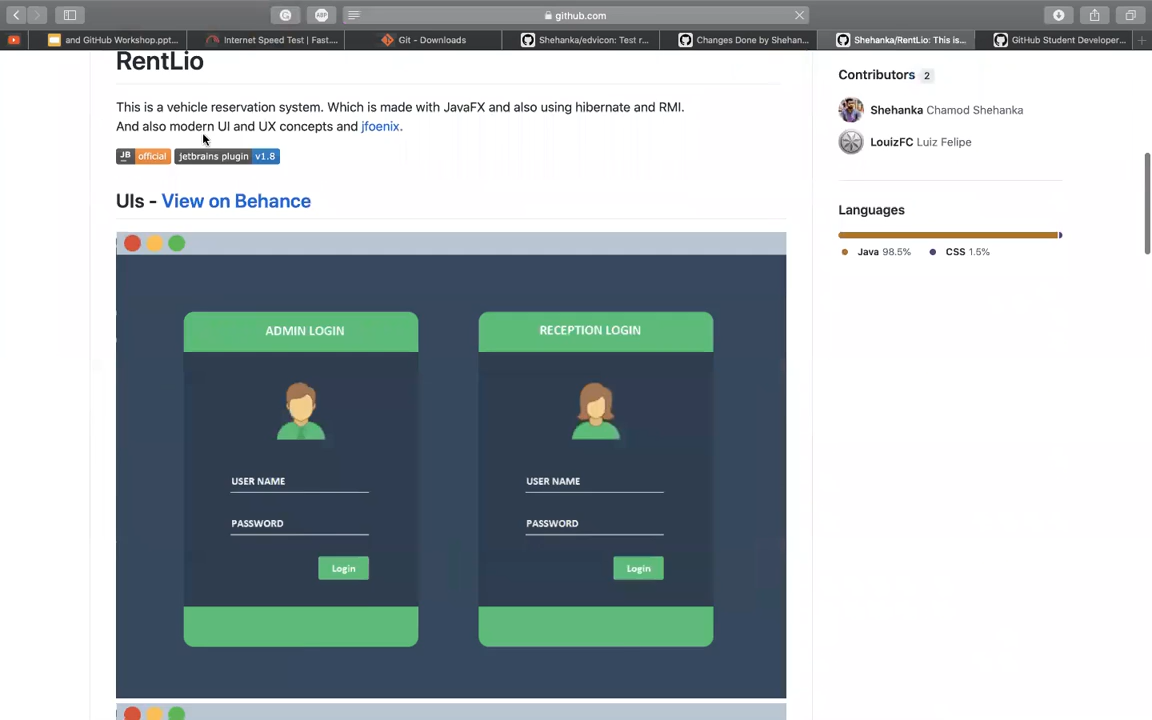 github.com
and GitHub Workshop.ppt...
Internet Speed Test | Fast....
Git - Downloads
Shehanka/edvicon: Test r...
Changes Done by Shehan...
Shehanka/RentLio: This is...
GitHub Student Developer...
RentLio
This is a vehicle reservation system. Which is made with JavaFX and also using hibernate and RMI.
And also modern UI and UX concepts and jfoenix.
JB official jetbrains plugin v1.8
UIs - View on Behance
ADMIN LOGIN
USER NAME
PASSWORD
Login
RECEPTION LOGIN
USER NAME
PASSWORD
Login
Contributors 2
Shehanka Chamod Shehanka
LouizFC Luiz Felipe
Languages
Java 98.5% CSS 1.5%